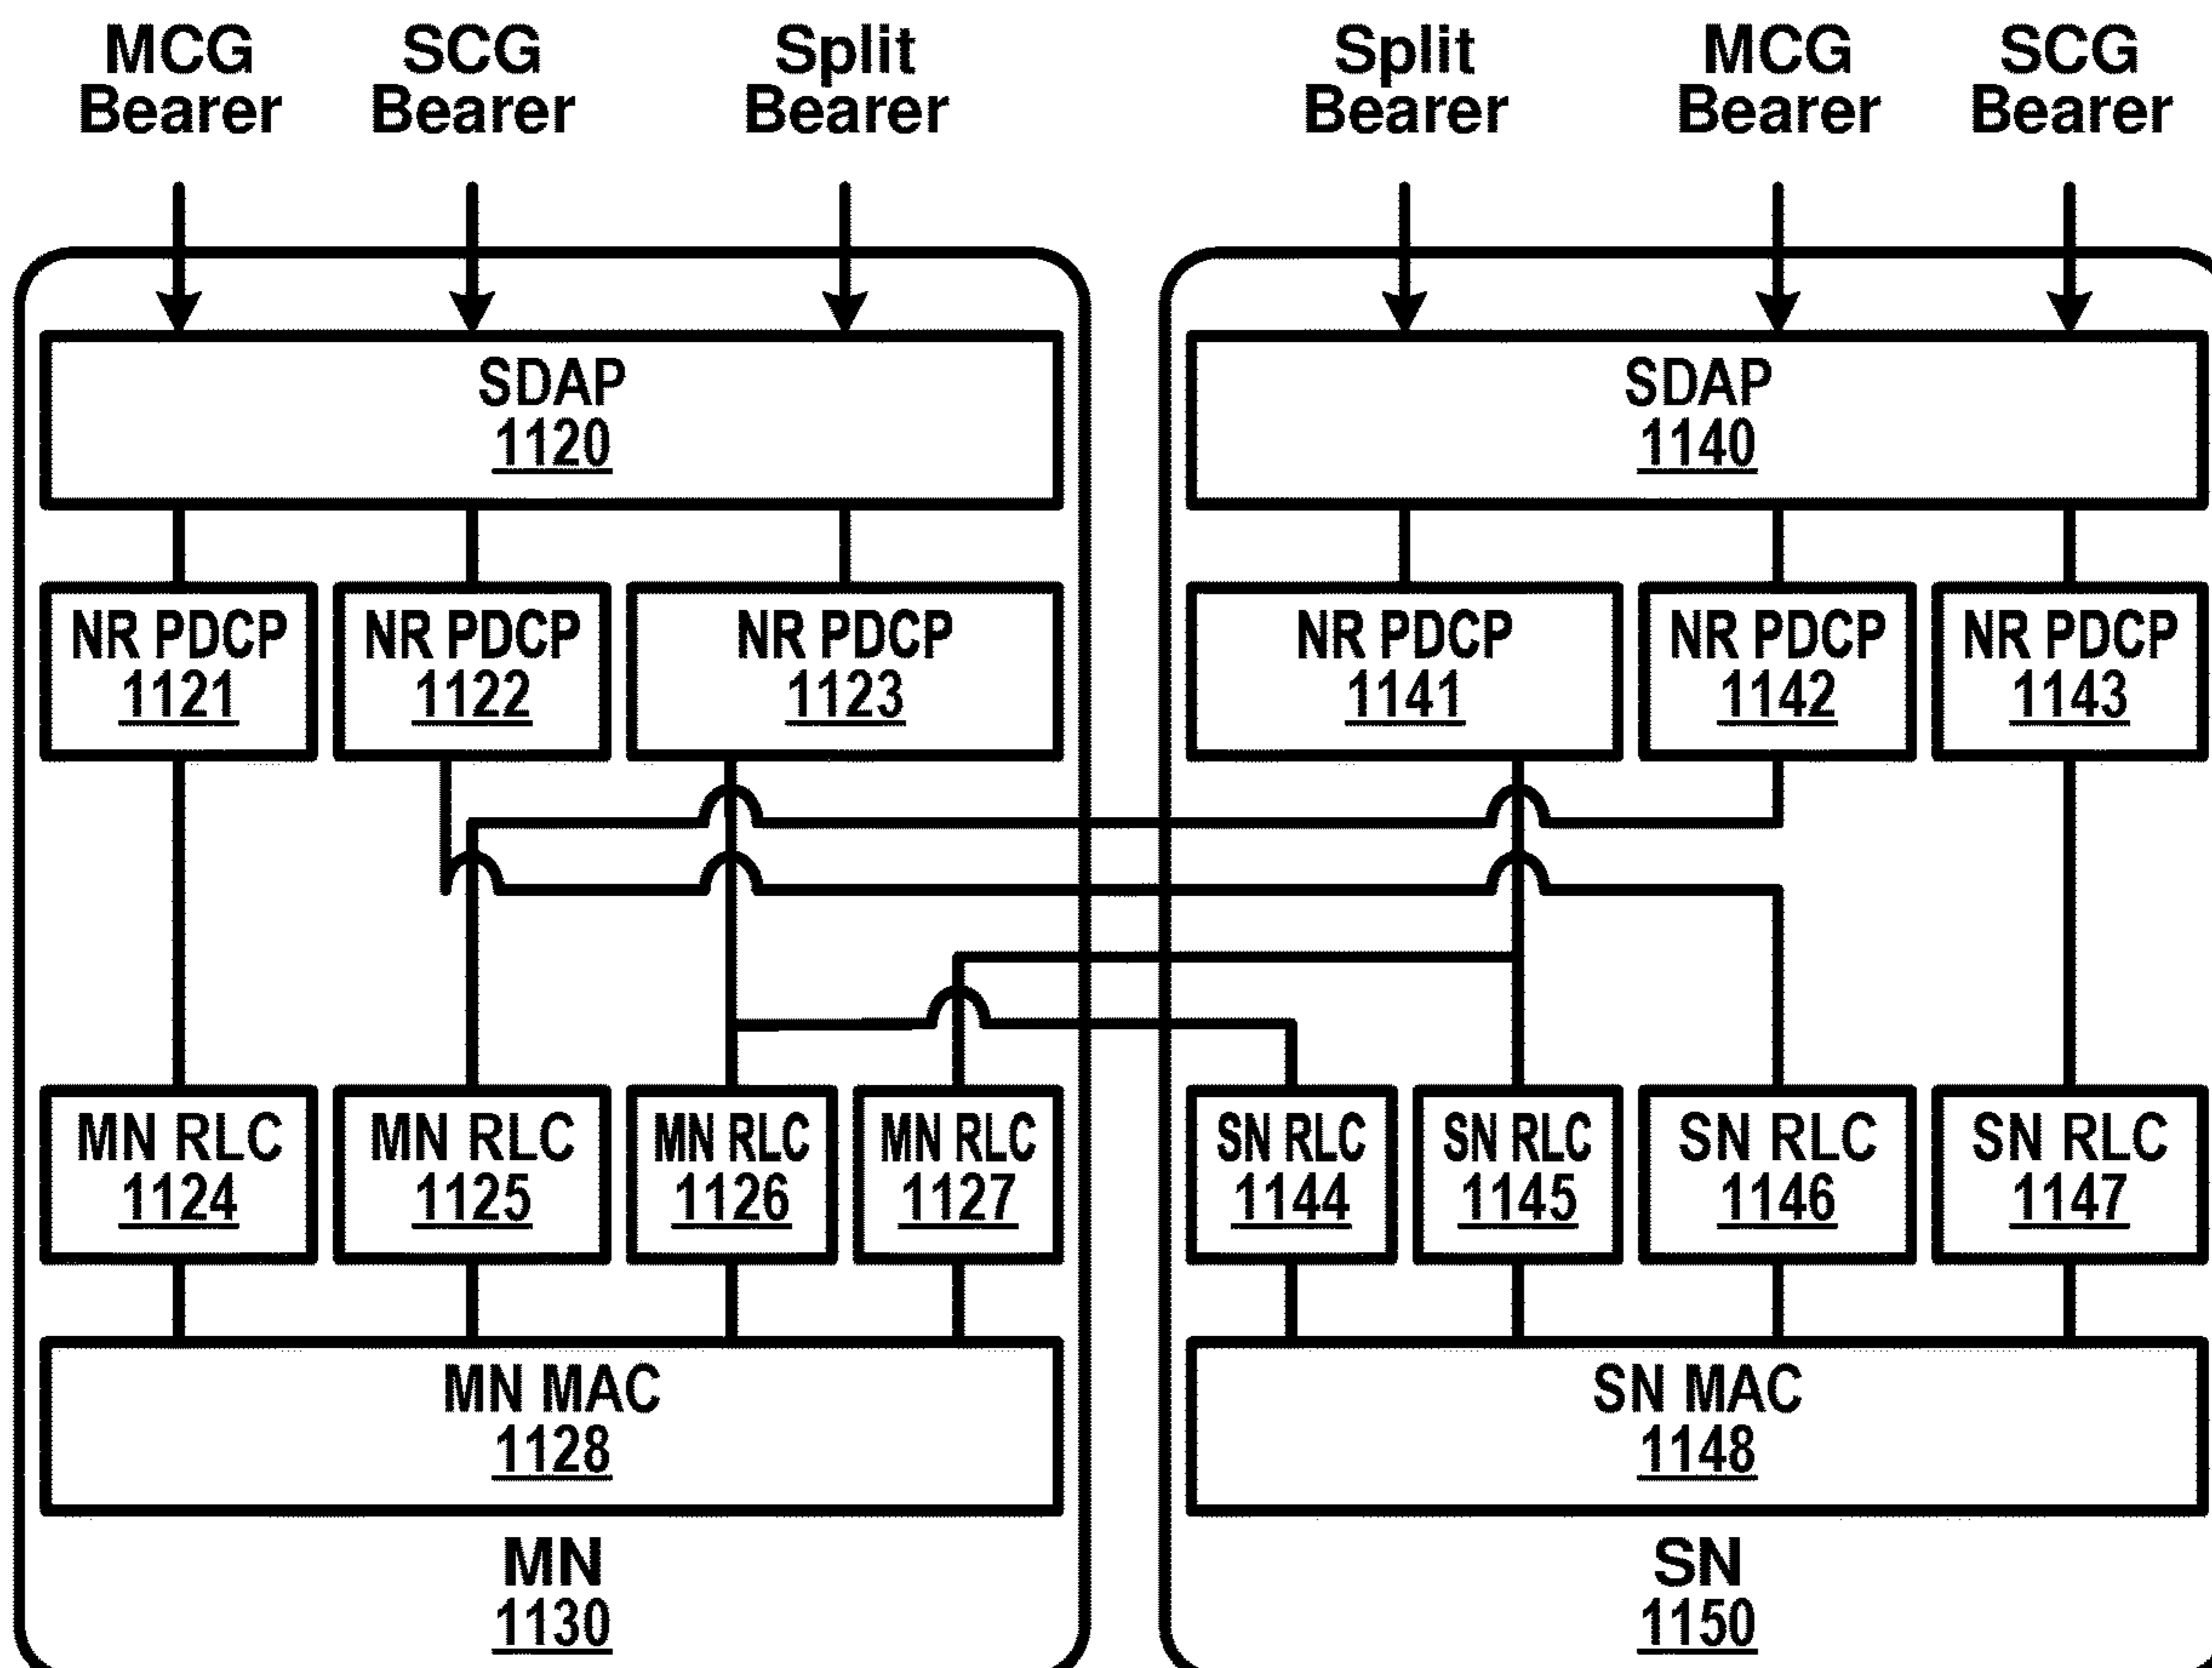 MCG
Bearer
SCG
Bearer
Split
Bearer
Split
Bearer
MCG
Bearer
SCG
Bearer
SDAP
1120
SDAP
1140
NR PDCP
1121
NR PDCP
1122
NR PDCP
1123
NR PDCP
1141
NR PDCP
1142
NR PDCP
1143
MN RLC
1124
MN RLC
1125
MN RLC
1126
MN RLC
1127
SN RLC
1144
SN RLC
1145
SN RLC
1146
SN RLC
1147
MN MAC
1128
SN MAC
1148
MN
1130
SN
1150